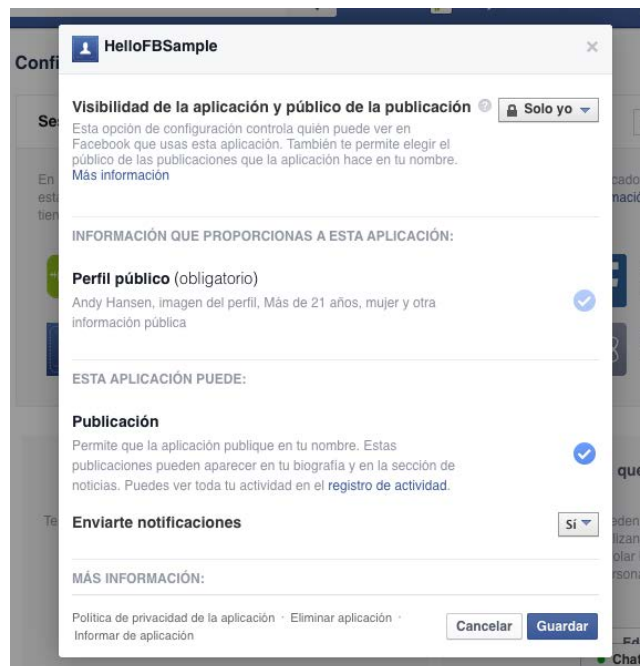 HelloFBSample
Confi
Visibilidad de la aplicación y público de la publicación
Solo yo
Esta opción de configuración controla quién puede ver en
Facebook que usas esta aplicación. También te permite elegir el
público de las publicaciones que la aplicación hace en tu nombre.
Más información
INFORMACIÓN QUE PROPORCIONAS A ESTA APLICACIÓN:
Perfil público (obligatorio)
Andy Hansen, imagen del perfil, Más de 21 años, mujer y otra
información pública
ESTA APLICACIÓN PUEDE:
Publicación
Permite que la aplicación publique en tu nombre. Estas
publicaciones pueden aparecer en tu biografía y en la sección de
noticias. Puedes ver toda tu actividad en el registro de actividad.
Enviarte notificaciones
Sí
MÁS INFORMACIÓN:
Política de privacidad de la aplicación · Eliminar aplicación ·
Informar de aplicación
Cancelar
Guardar
Chat